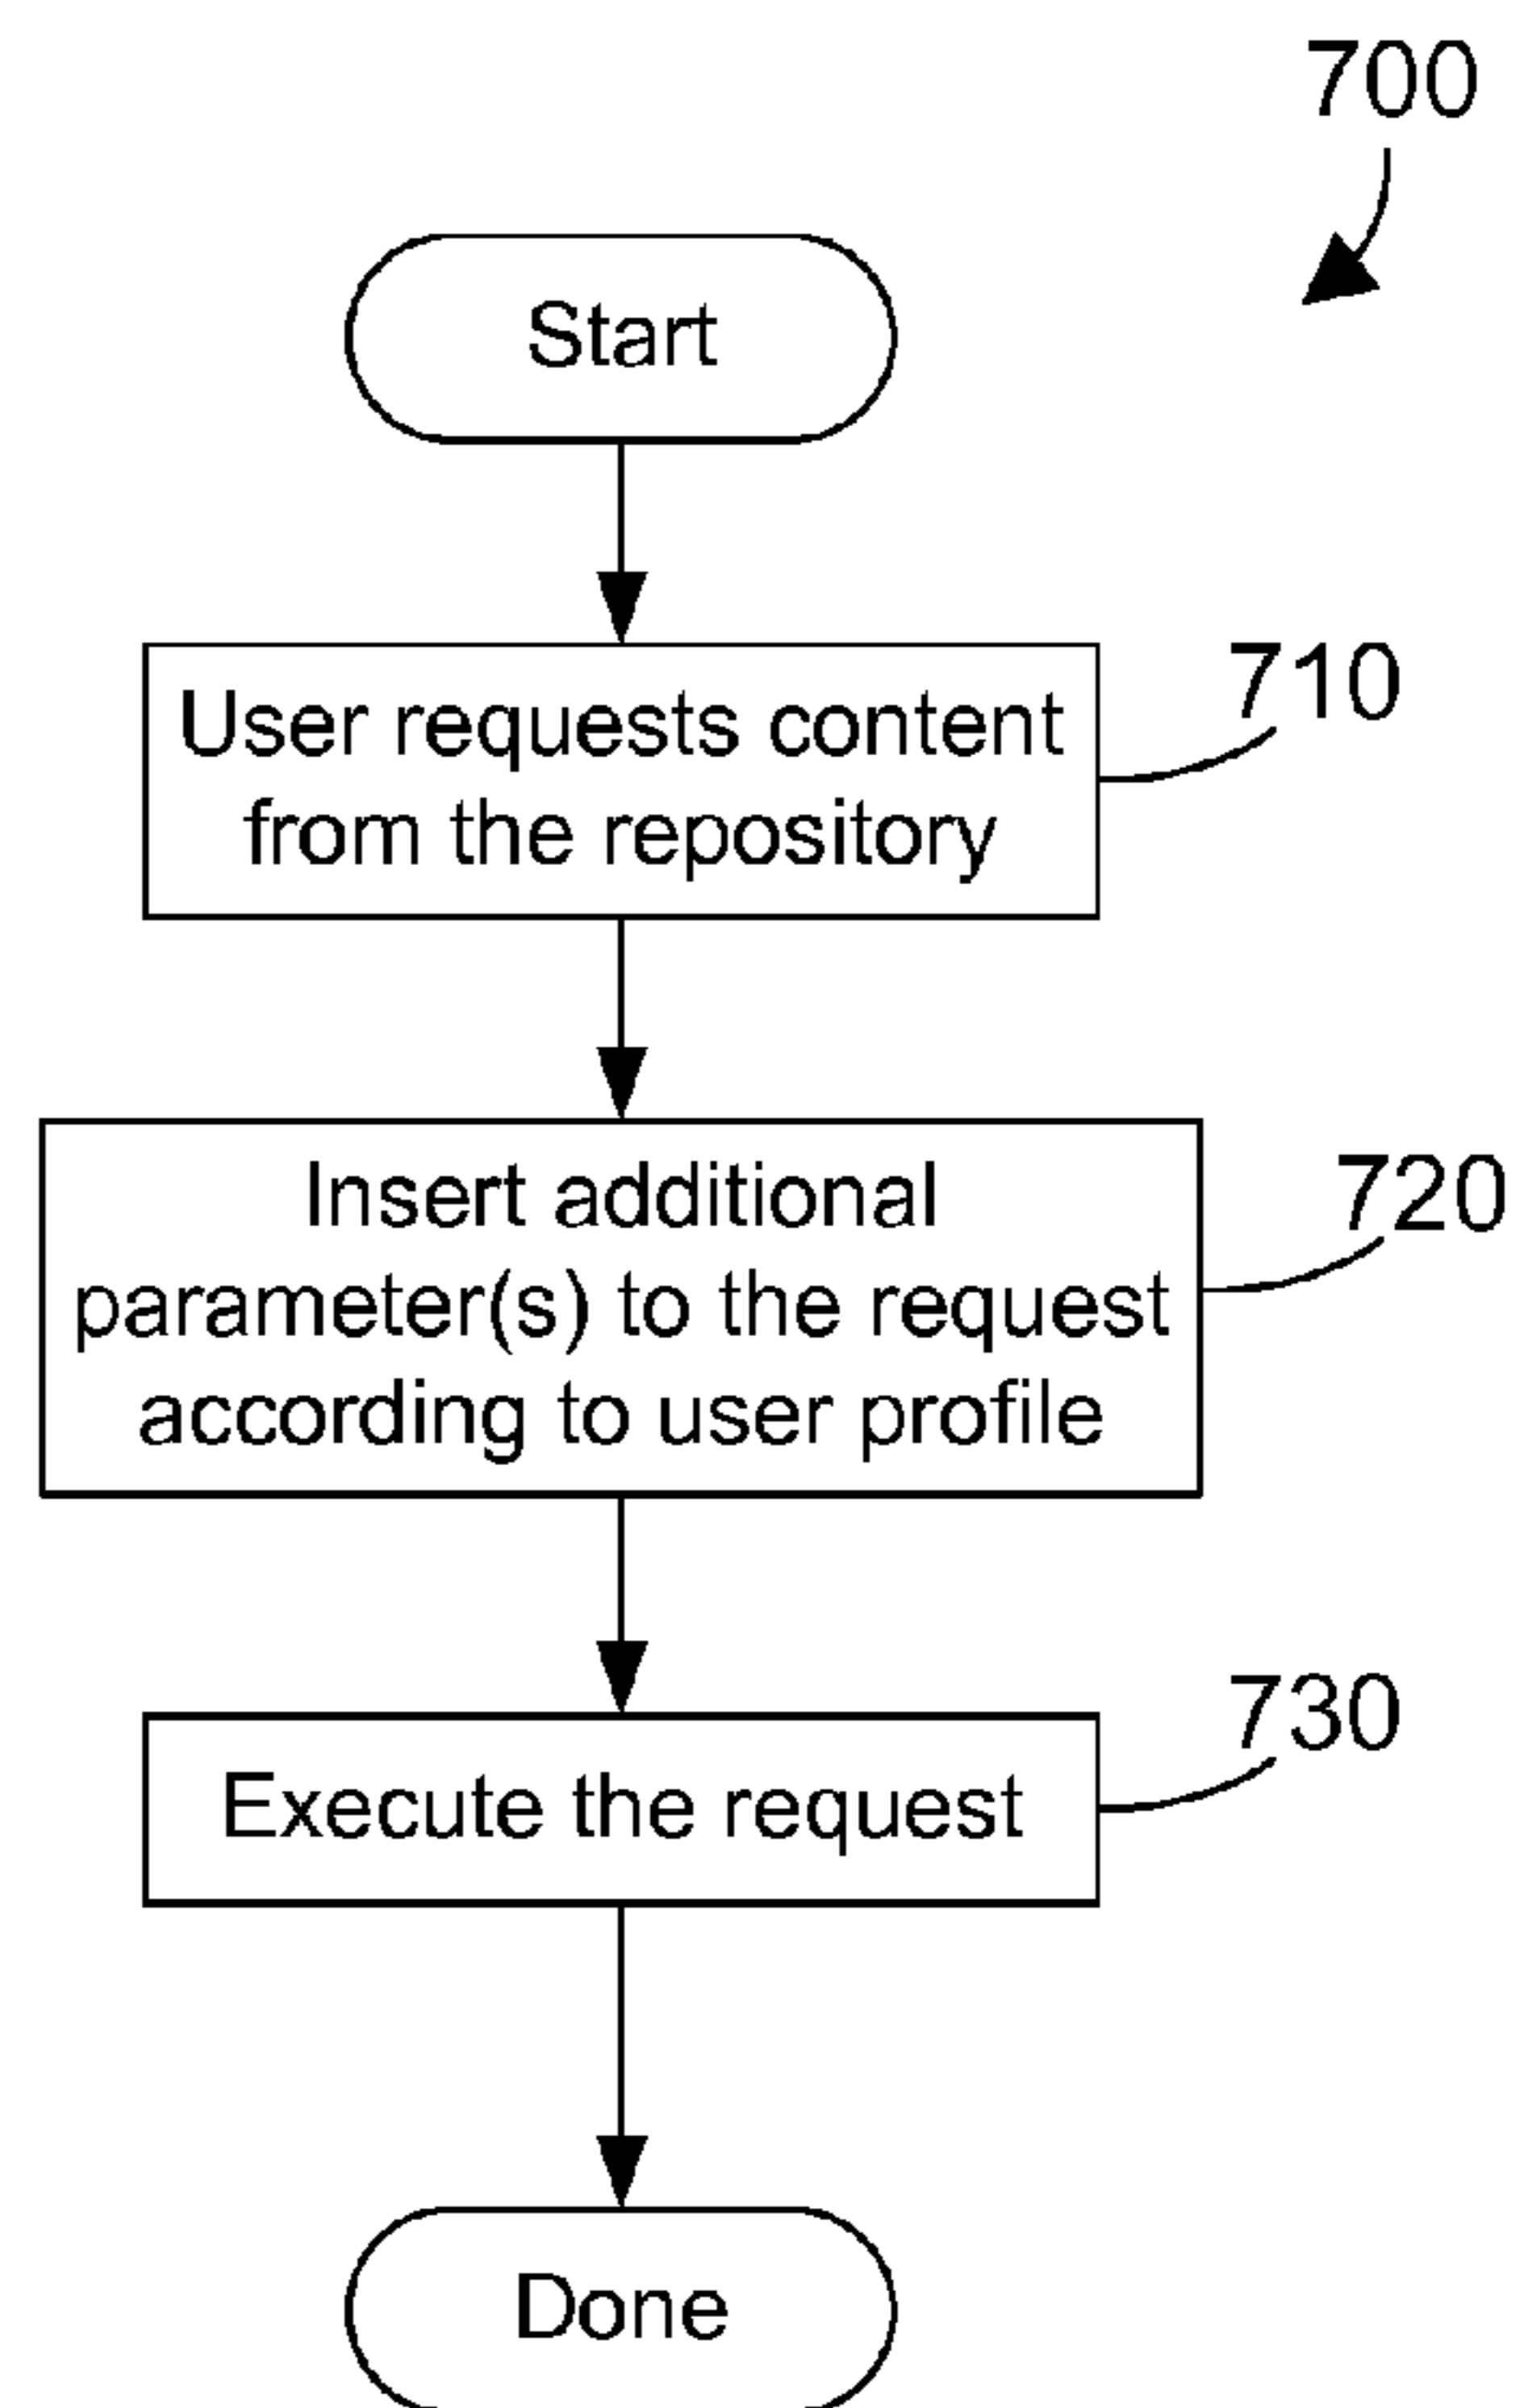 700
Start
User requests content
from the repository
710
Insert additional
parameter(s) to the request
according to user profile
720
Execute the request
730
Done